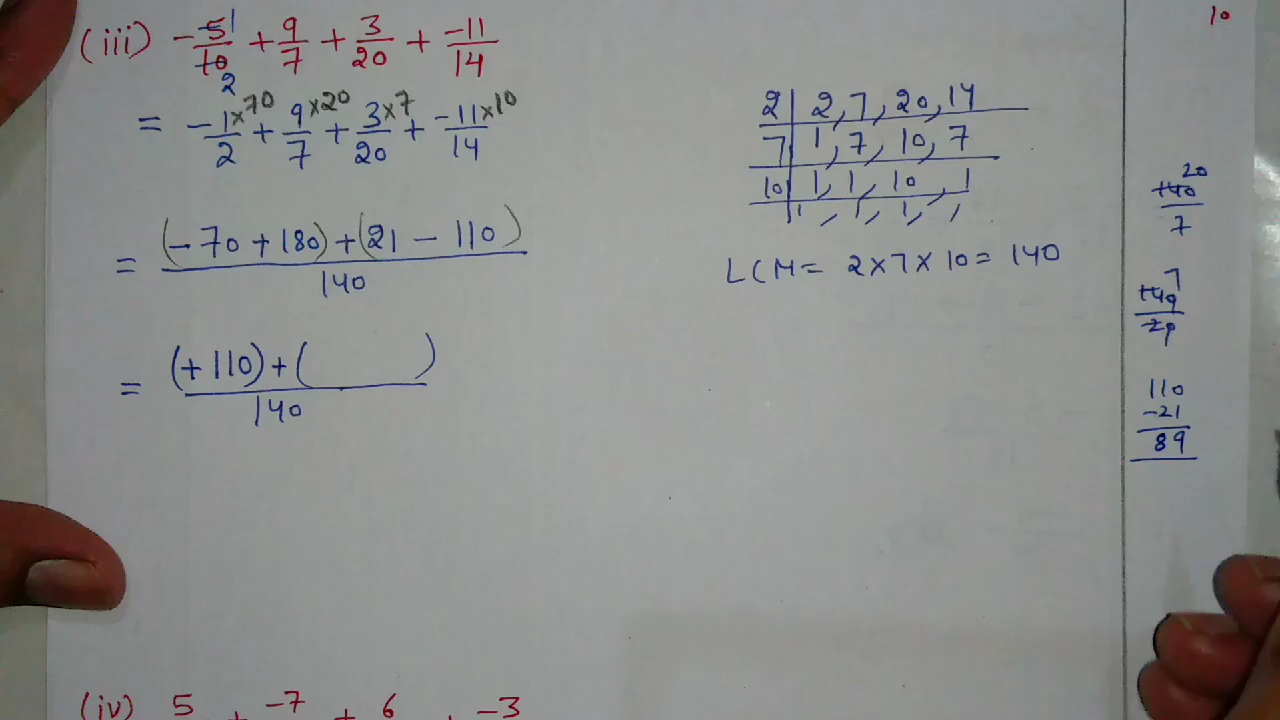 (iii) -5/10 + 9/7 + 3/20 + -11/14
1
2
= -1×70/2 + 9×20/7 + 3×7/20 + -11×10/14
= (-70 + 180) + (21 - 110) / 140
= (+110) + ( ) / 140
2 | 2, 7, 20, 14
7 | 1, 7, 10, 7
10 | 1, 1, 10, 1
1, 1, 1, 1
LCM = 2 × 7 × 10 = 140
10
20
140
7
7
140
20
110
-21
89
(iv) 5 + -7 + 6 + -3